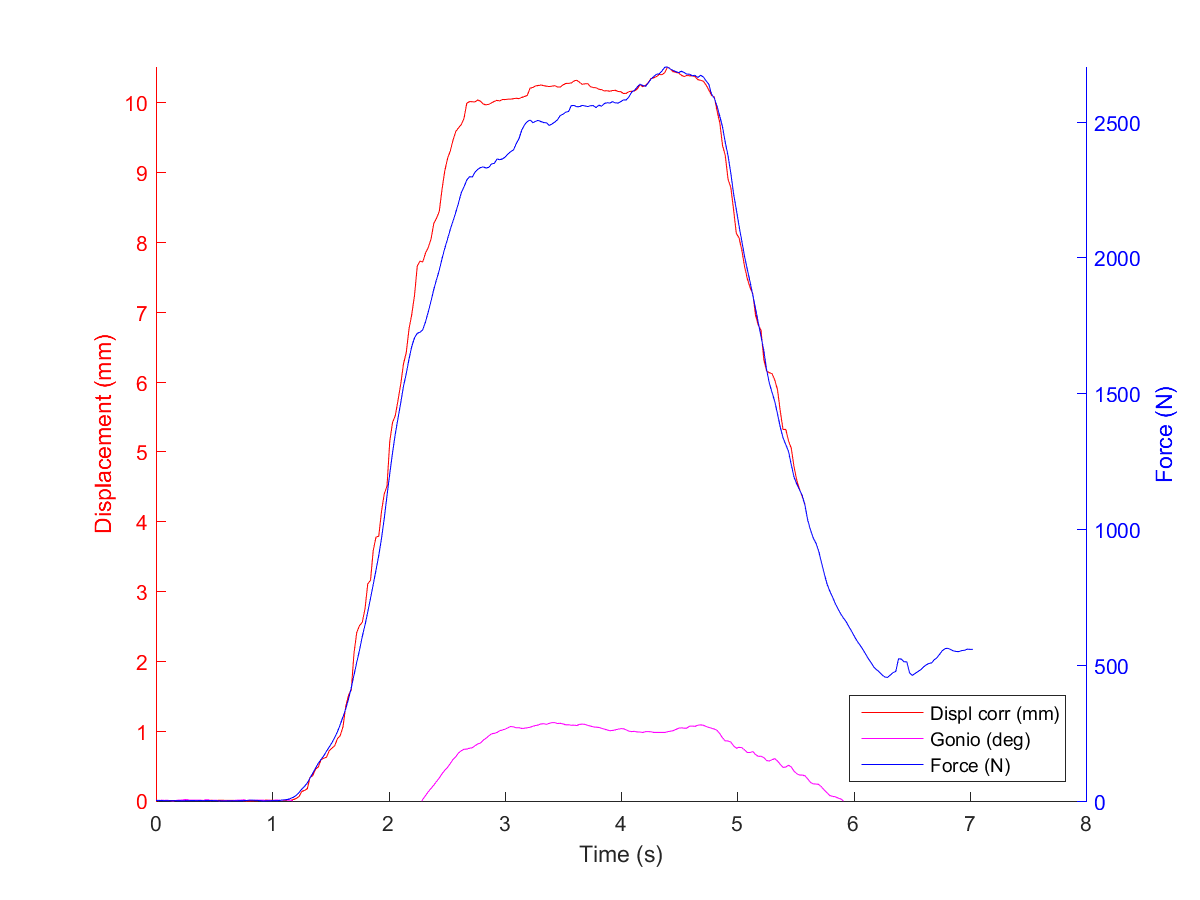 10
9
8
7
6
5
4
3
2
1
0
Displacement (mm)
2500
2000
1500
1000
500
0
Force (N)
Displ corr (mm)
Gonio (deg)
Force (N)
0 1 2 3 4 5 6 7 8
Time (s)